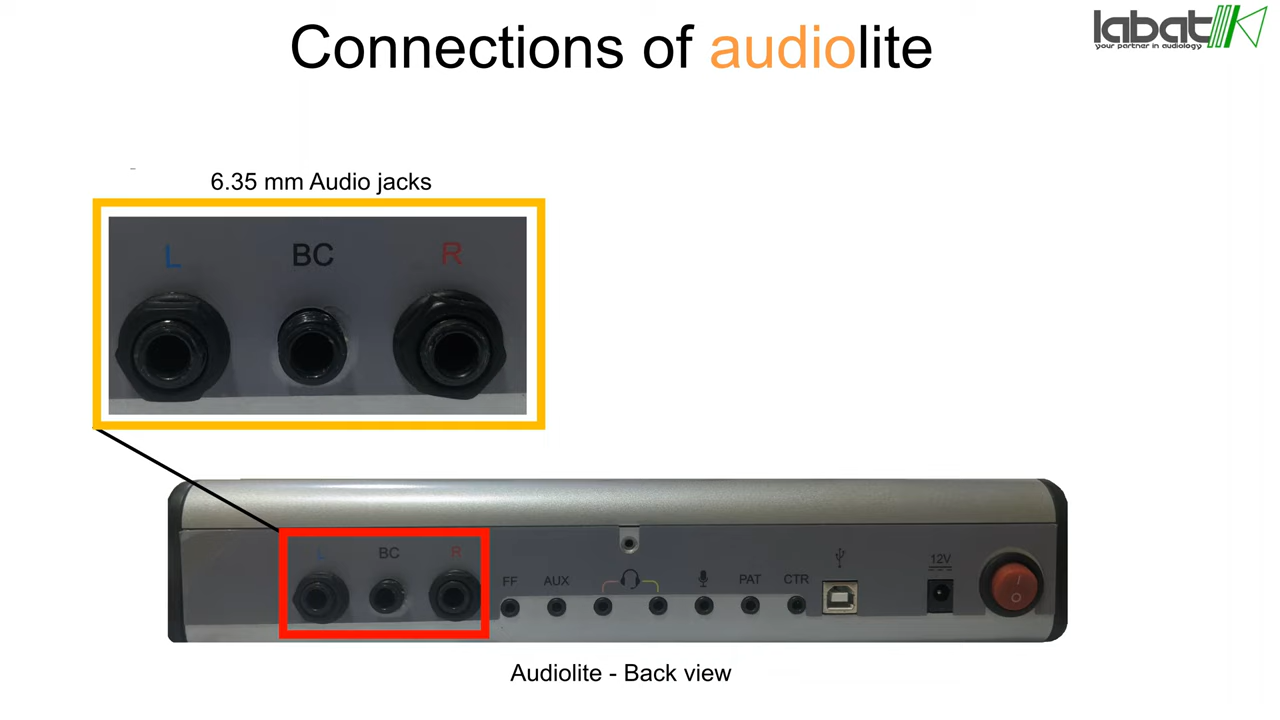 Connections of audiolite
labat
your partner in audiology
6.35 mm Audio jacks
L BC R
L BC R
FF AUX PAT CTR
12V
I
O
Audiolite - Back view